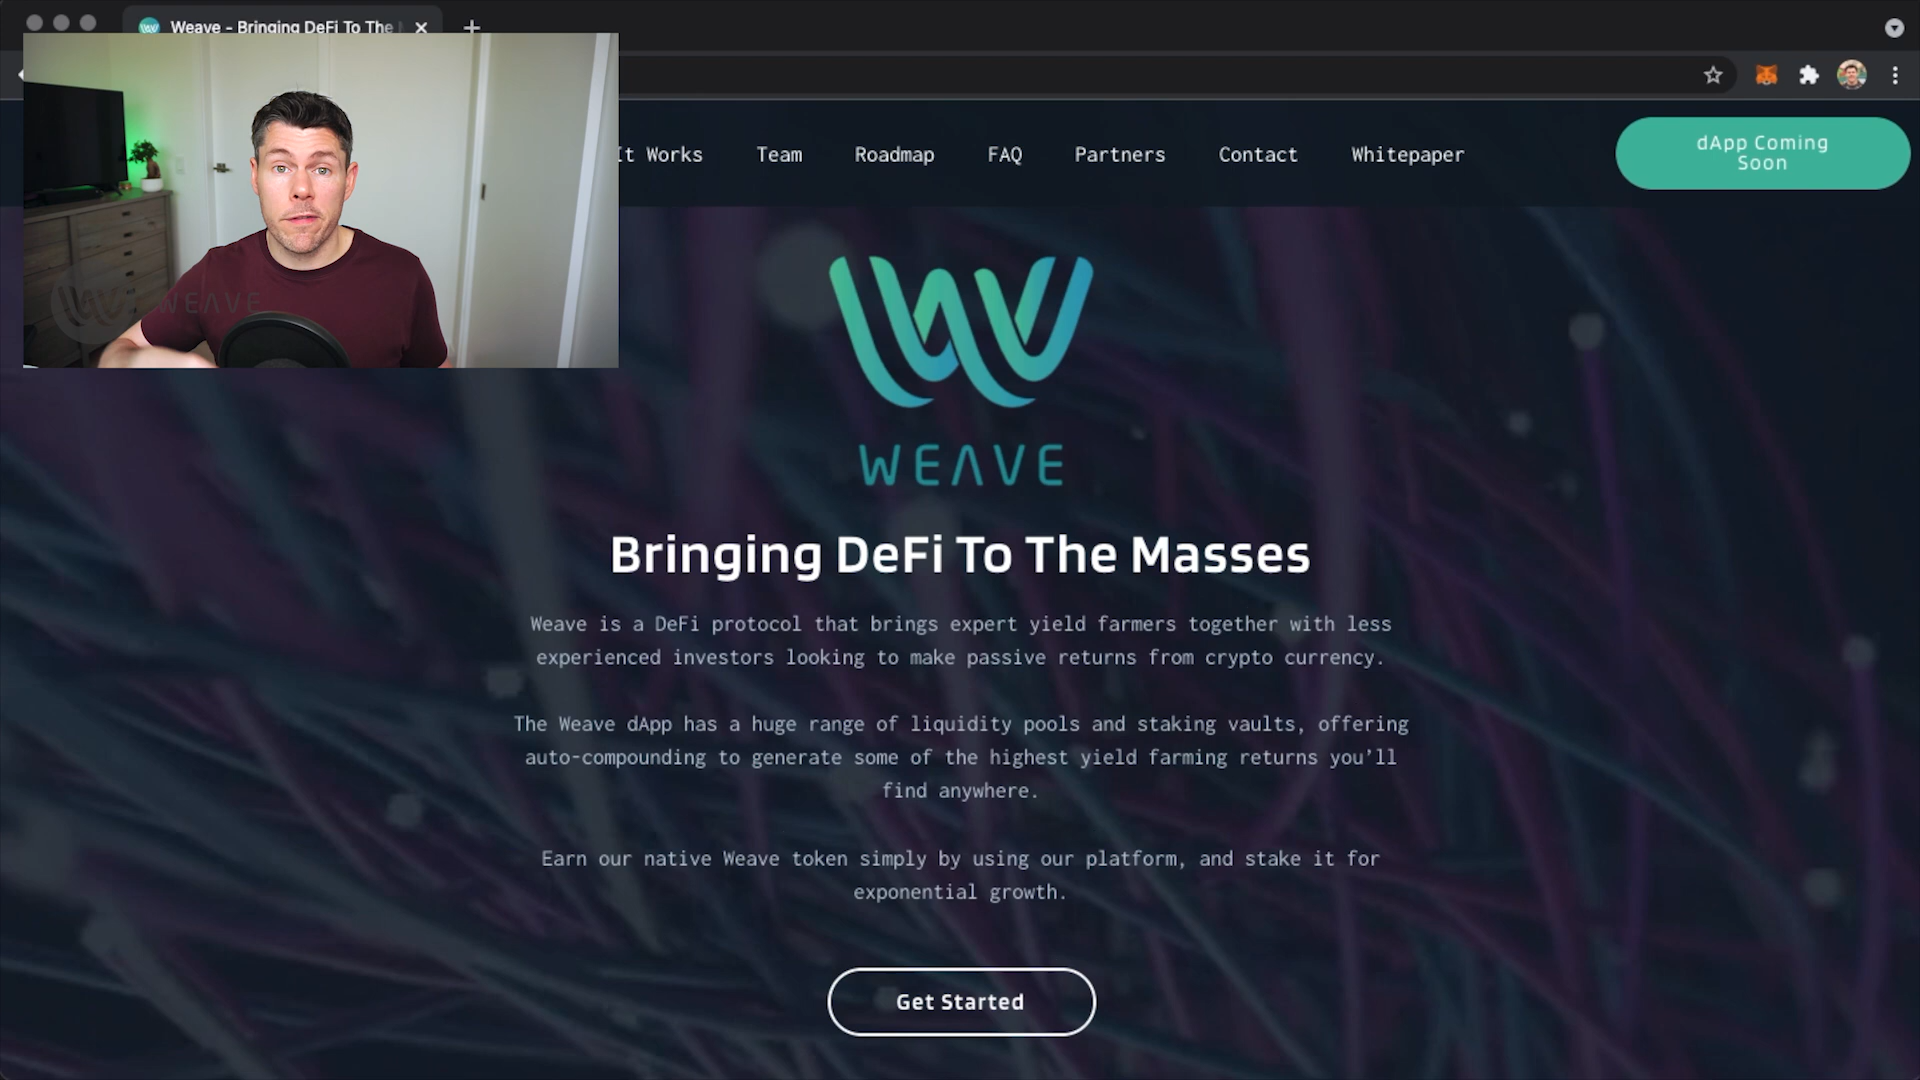 Weave - Bringing DeFi To The
It Works
Team
Roadmap
FAQ
Partners
Contact
Whitepaper
dApp Coming
Soon
WEAVE
WEAVE
Bringing DeFi To The Masses
Weave is a DeFi protocol that brings expert yield farmers together with less
experienced investors looking to make passive returns from crypto currency.
The Weave dApp has a huge range of liquidity pools and staking vaults, offering
auto-compounding to generate some of the highest yield farming returns you’ll
find anywhere.
Earn our native Weave token simply by using our platform, and stake it for
exponential growth.
Get Started